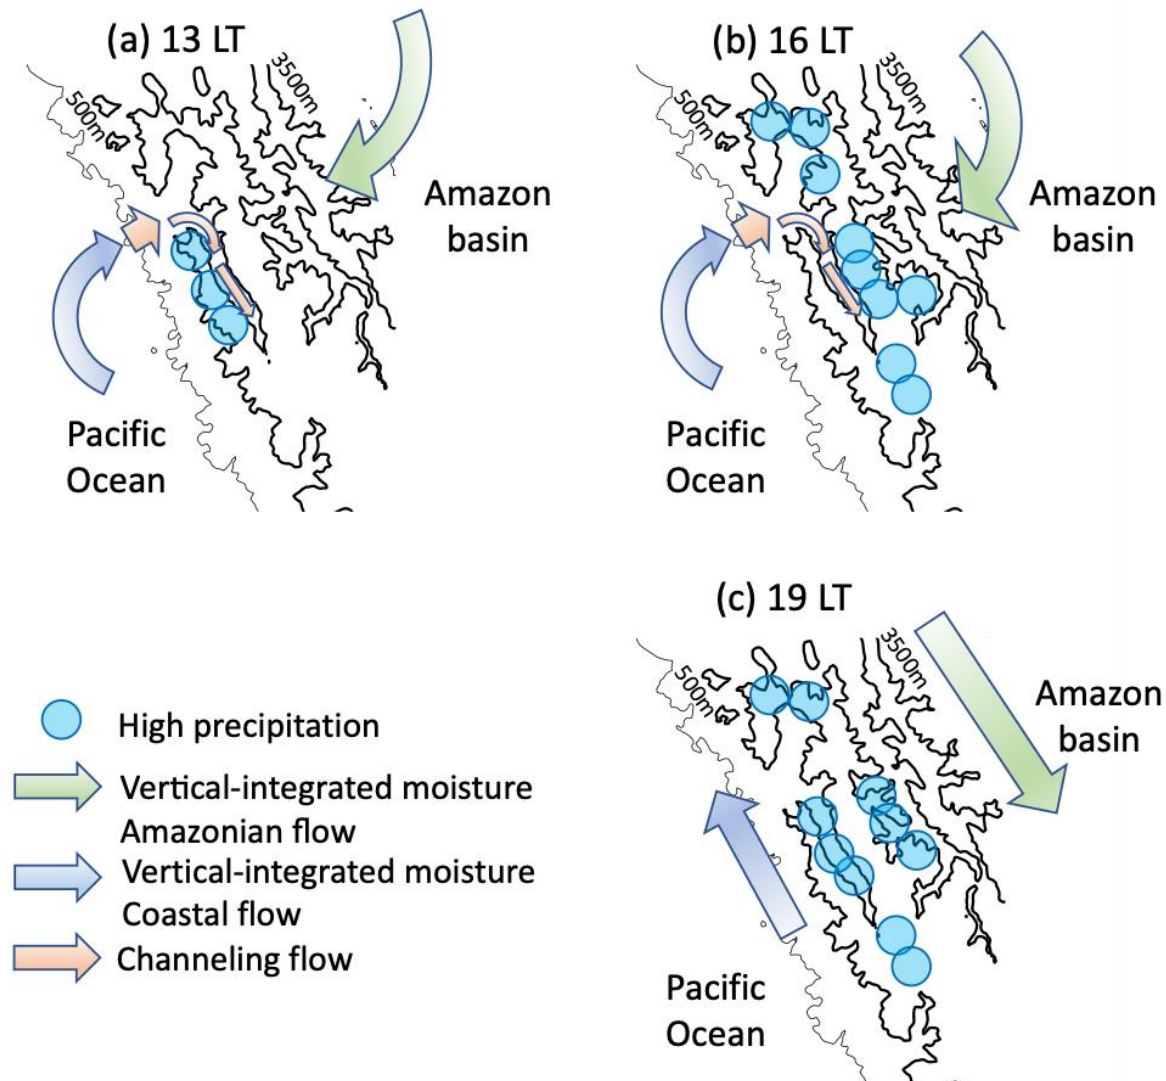 (a) 13 LT
3500m
500m
Amazon
basin
Pacific
Ocean
(b) 16 LT
3500m
500m
Amazon
basin
Pacific
Ocean
(c) 19 LT
3500m
500m
Amazon
basin
Pacific
Ocean
High precipitation
Vertical-integrated moisture
Amazonian flow
Vertical-integrated moisture
Coastal flow
Channeling flow